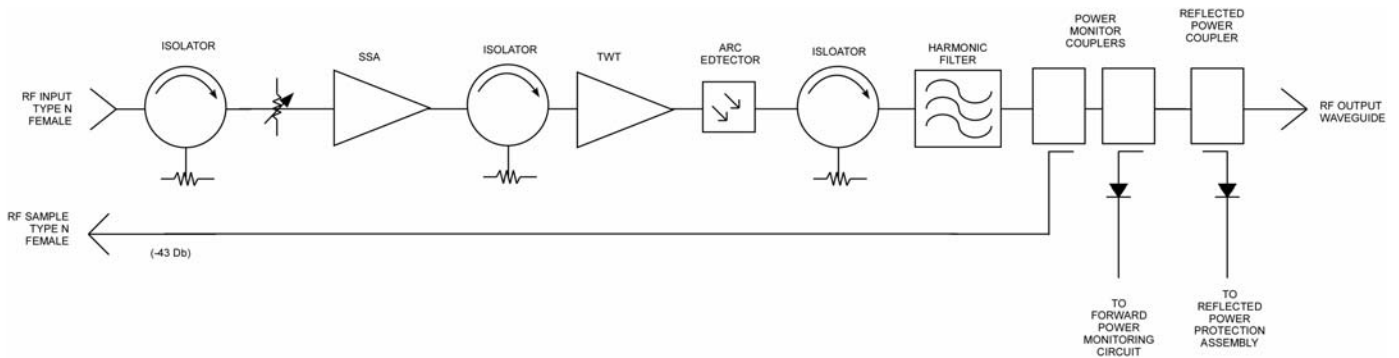 RF INPUT
TYPE N
FEMALE
ISOLATOR
SSA
ISOLATOR
TWT
ARC
EDTECTOR
ISLOATOR
HARMONIC
FILTER
POWER
MONITOR
COUPLERS
REFLECTED
POWER
COUPLER
RF OUTPUT
WAVEGUIDE
RF SAMPLE
TYPE N
FEMALE
(-43 Db)
TO
FORWARD
POWER
MONITORING
CIRCUIT
TO
REFLECTED
POWER
PROTECTION
ASSEMBLY